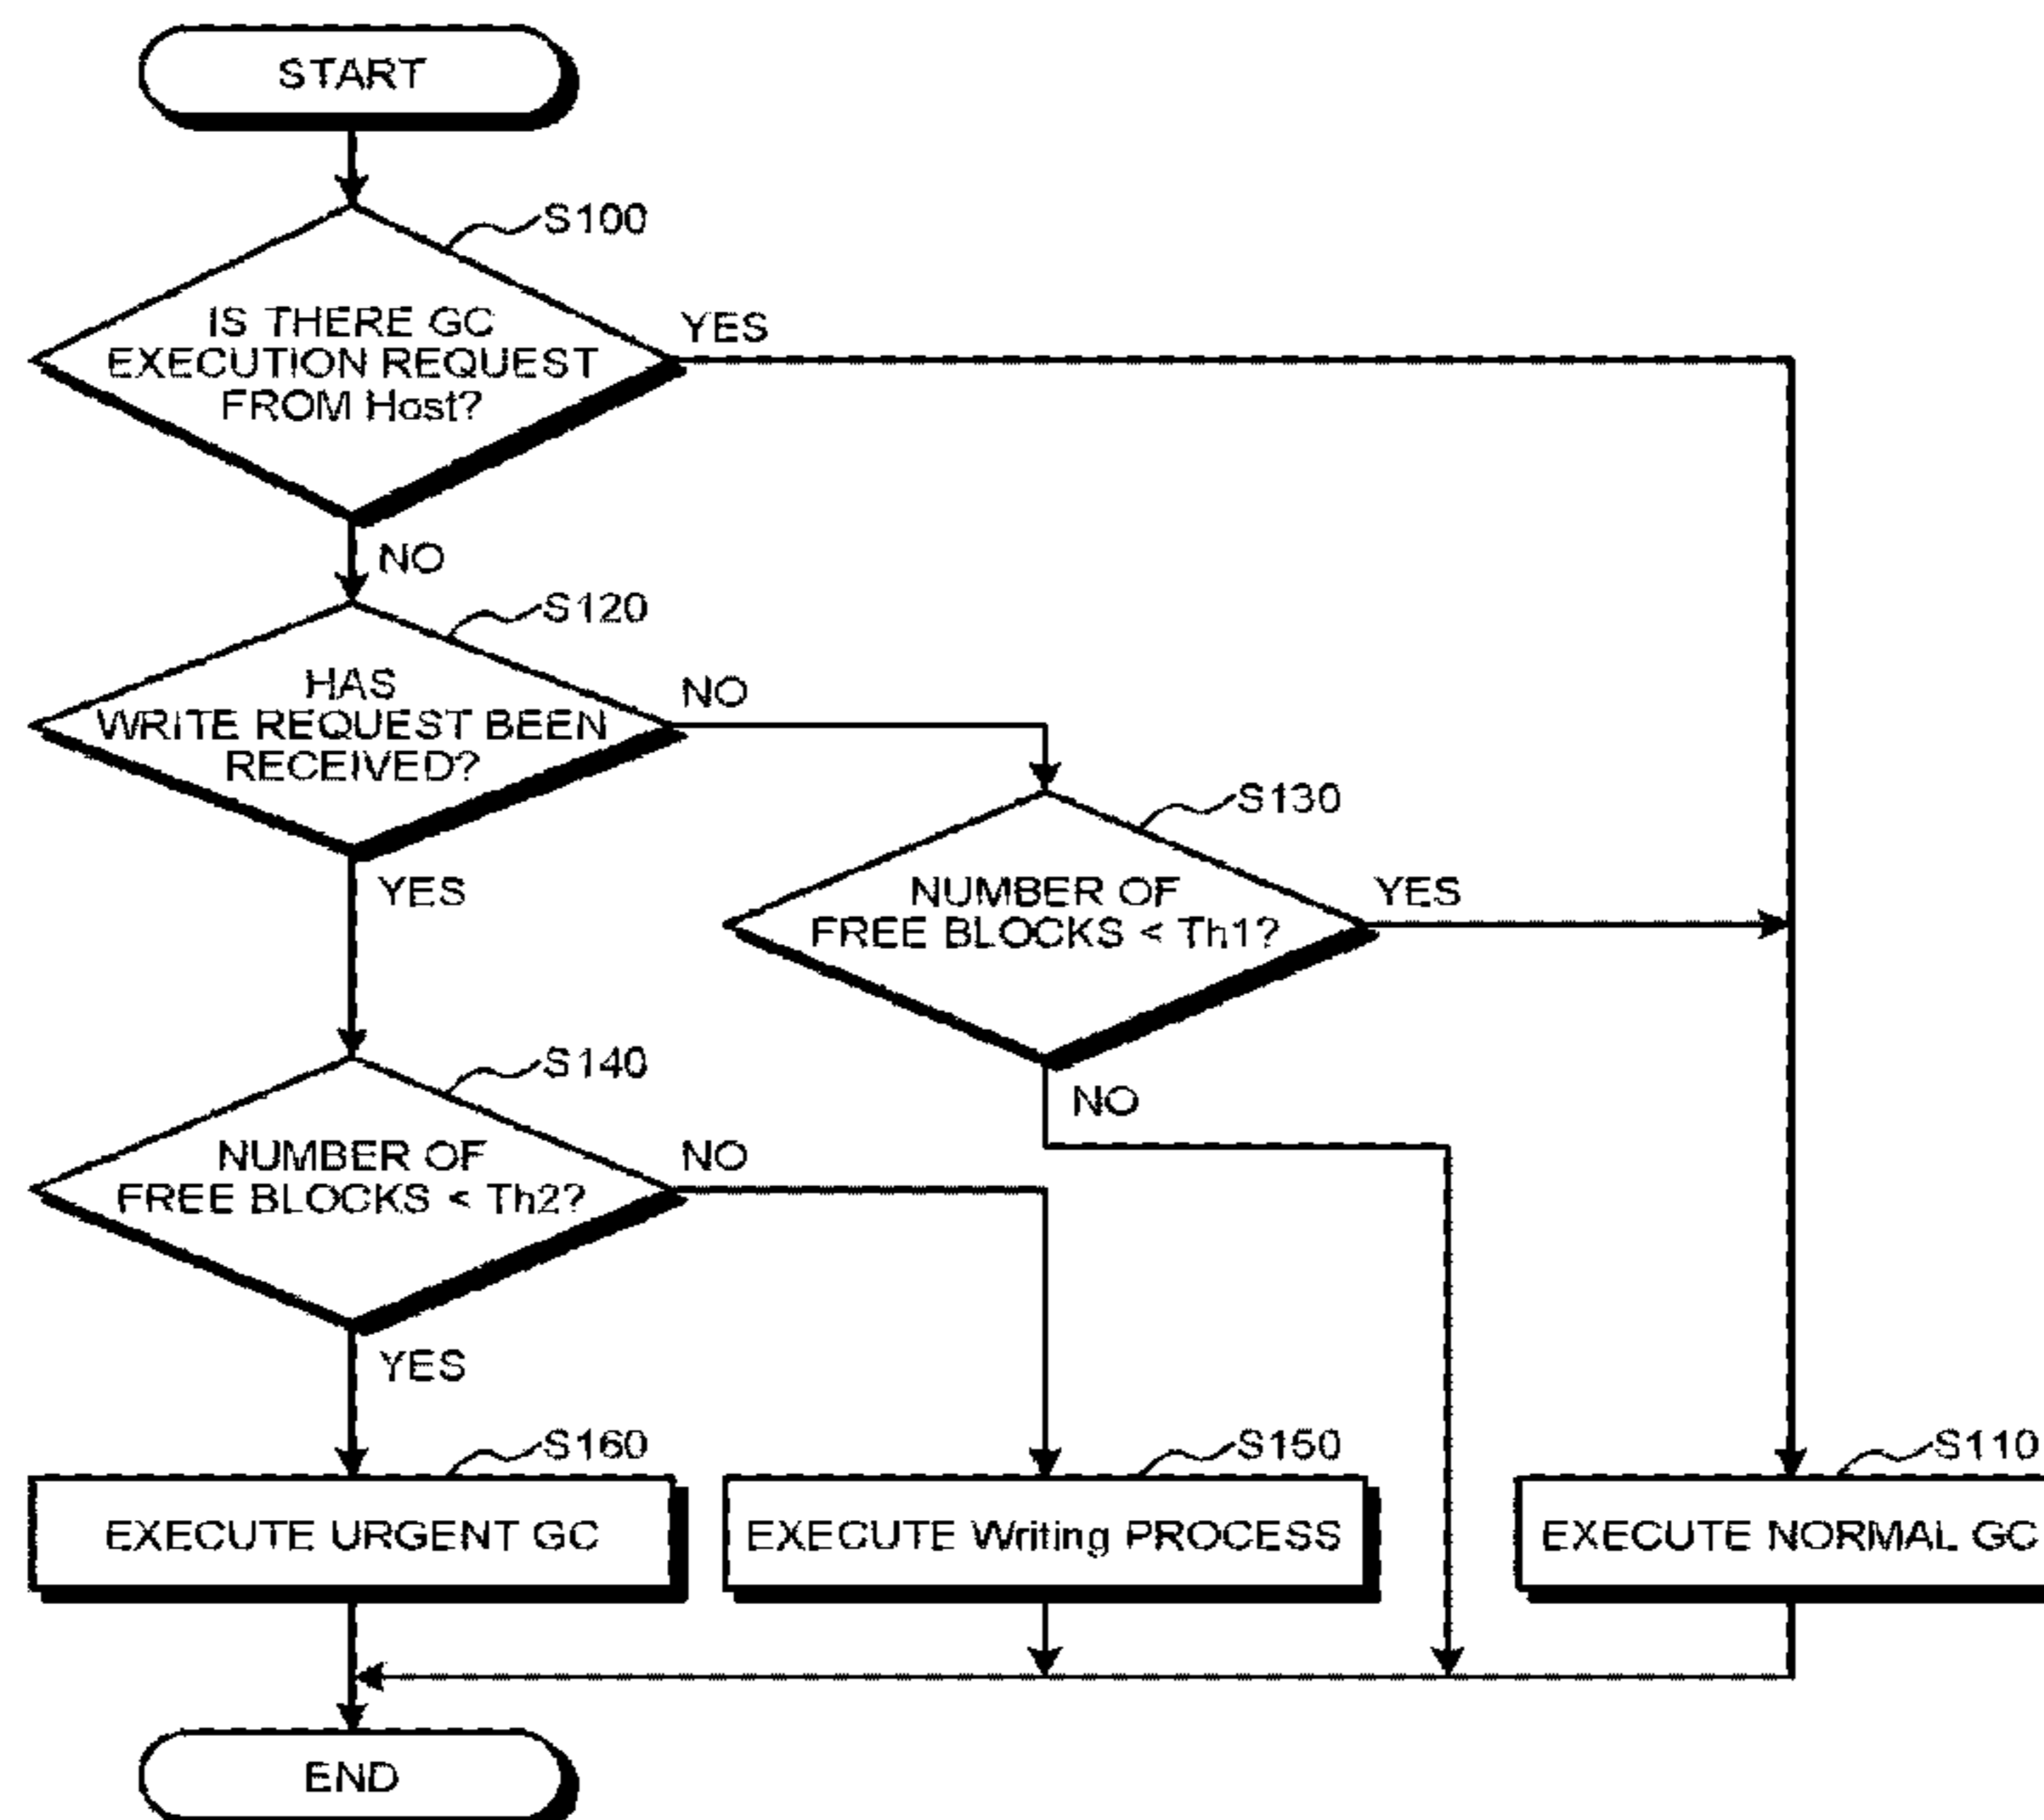 START
S100
IS THERE GC
EXECUTION REQUEST
FROM Host?
YES
NO
S120
HAS
WRITE REQUEST BEEN
RECEIVED?
NO
YES
S130
NUMBER OF
FREE BLOCKS < Th1?
YES
NO
S140
NUMBER OF
FREE BLOCKS < Th2?
NO
YES
S160
EXECUTE URGENT GC
S150
EXECUTE Writing PROCESS
S110
EXECUTE NORMAL GC
END